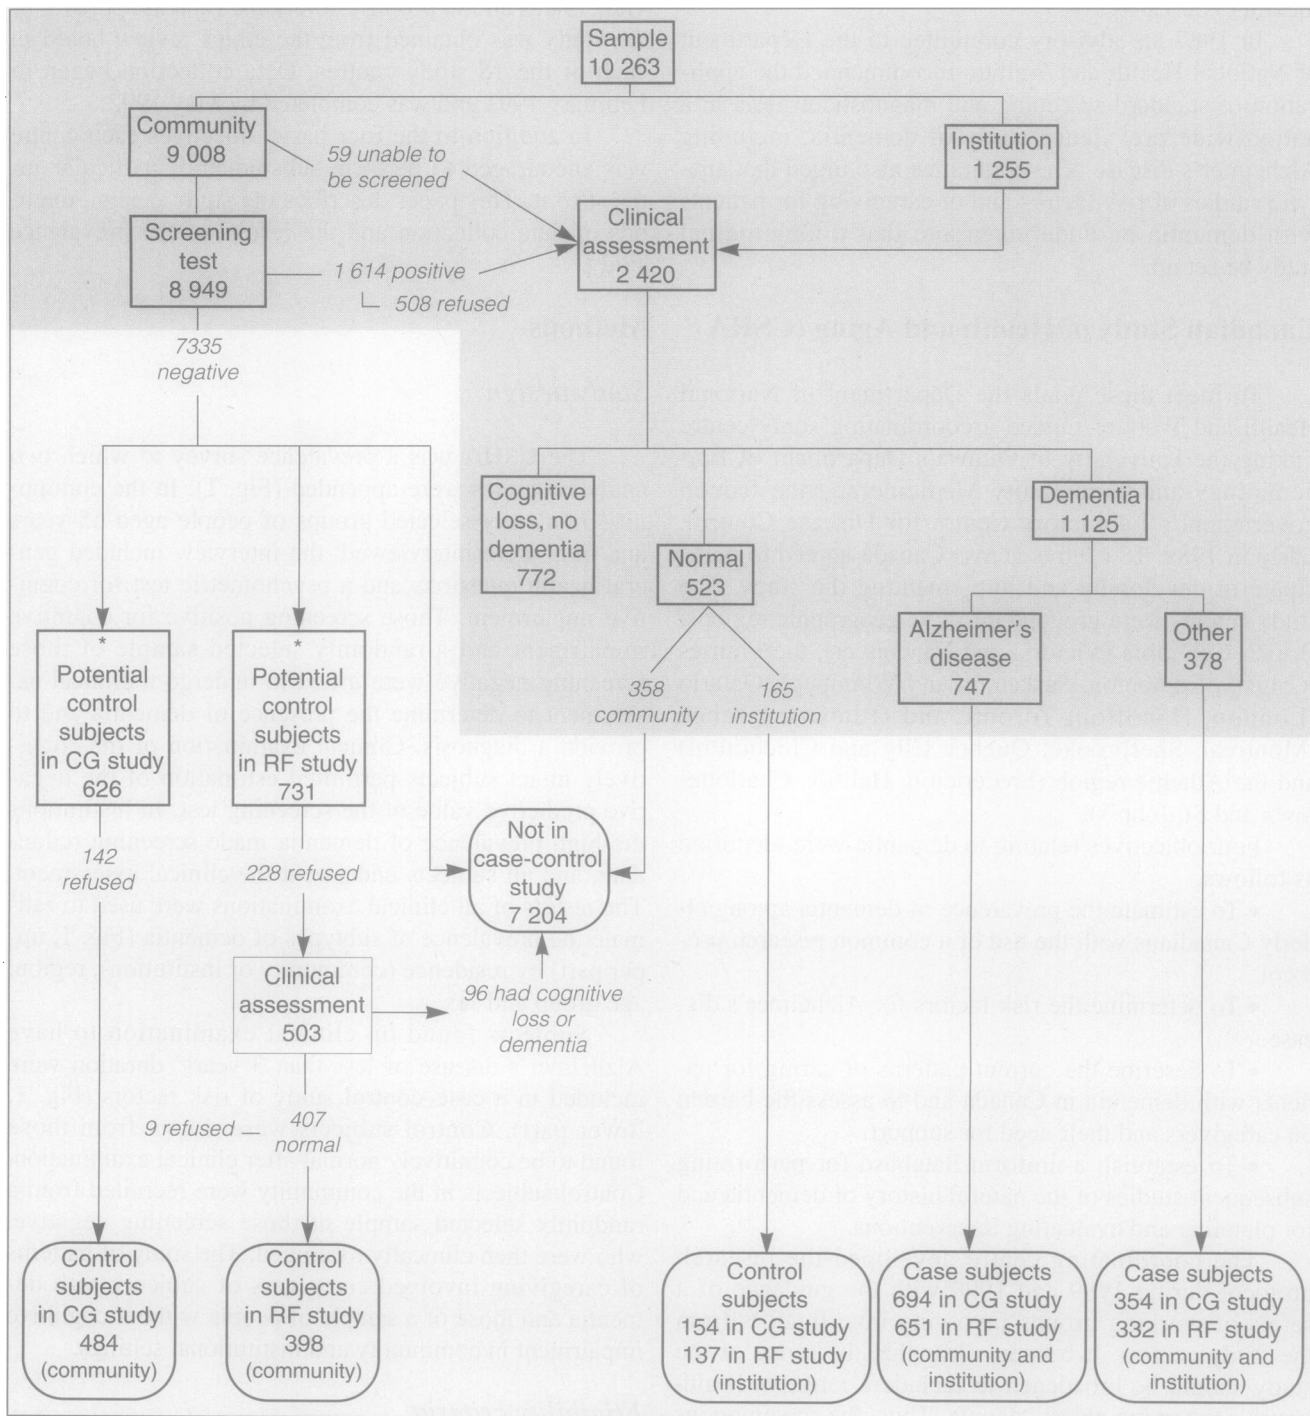 Sample
10 263
Community
9 008
59 unable to
be screened
Institution
1 255
Screening
test
8 949
1 614 positive
508 refused
Clinical
assessment
2 420
7335
negative
Cognitive
loss, no
dementia
772
Normal
523
Dementia
1 125
Alzheimer's
disease
747
Other
378
358
community
165
institution
*
Potential
control
subjects
in CG study
626
*
Potential
control
subjects
in RF study
731
142
refused
228 refused
Not in
case-control
study
7 204
Clinical
assessment
503
96 had cognitive
loss or
dementia
9 refused
407
normal
Control
subjects
in CG study
484
(community)
Control
subjects
in RF study
398
(community)
Control
subjects
154 in CG study
137 in RF study
(institution)
Case subjects
694 in CG study
651 in RF study
(community and
institution)
Case subjects
354 in CG study
332 in RF study
(community and
institution)